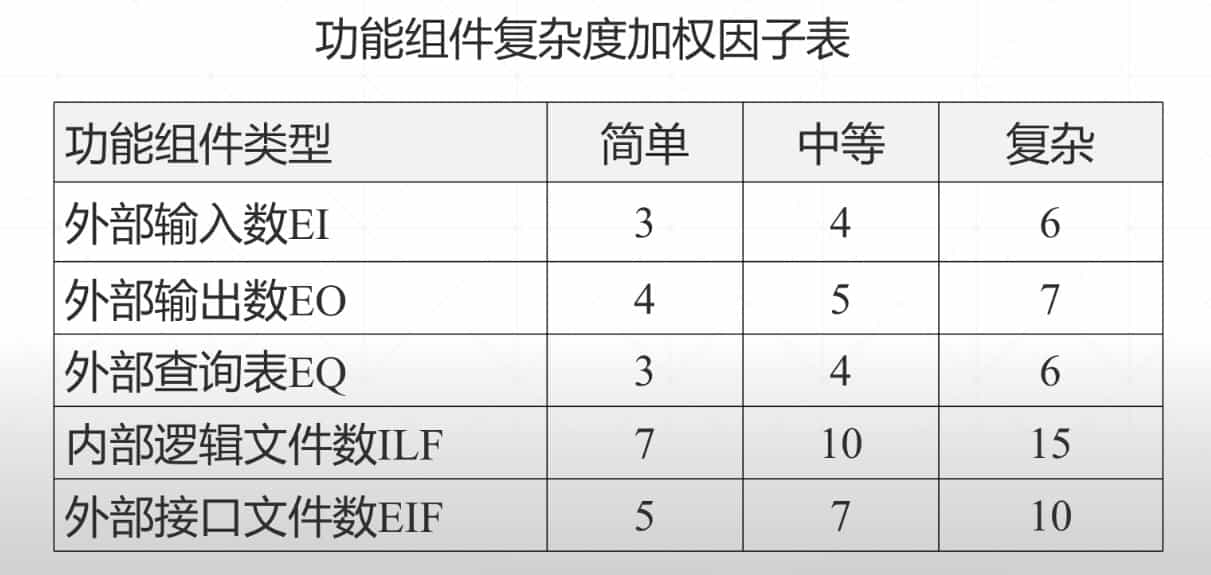 功能组件复杂度加权因子表
功能组件类型 简单 中等 复杂
外部输入数EI 3 4 6
外部输出数EO 4 5 7
外部查询表EQ 3 4 6
内部逻辑文件数ILF 7 10 15
外部接口文件数EIF 5 7 10